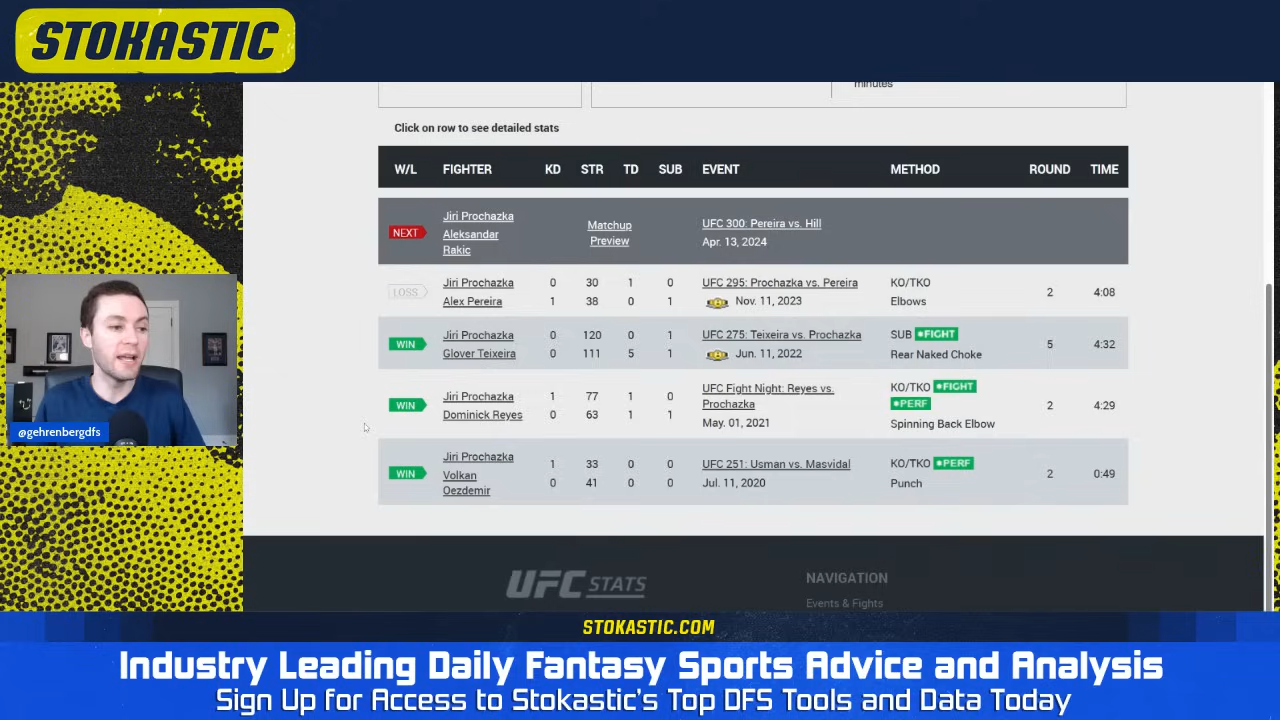 STOKASTIC
minutes
Click on row to see detailed stats
W/L FIGHTER KD STR TD SUB EVENT METHOD ROUND TIME
NEXT Jiri Prochazka Aleksandar Rakic Matchup Preview UFC 300: Pereira vs. Hill Apr. 13, 2024
LOSS Jiri Prochazka 0 30 1 0 UFC 295: Prochazka vs. Pereira KO/TKO 2 4:08
Alex Pereira 1 38 0 1 Nov. 11, 2023 Elbows
WIN Jiri Prochazka 0 120 0 1 UFC 275: Teixeira vs. Prochazka SUB FIGHT 5 4:32
Glover Teixeira 0 111 5 1 Jun. 11, 2022 Rear Naked Choke
WIN Jiri Prochazka 1 77 1 0 UFC Fight Night: Reyes vs. Prochazka KO/TKO FIGHT PERF 2 4:29
Dominick Reyes 0 63 1 1 May. 01, 2021 Spinning Back Elbow
WIN Jiri Prochazka 1 33 0 0 UFC 251: Usman vs. Masvidal KO/TKO PERF 2 0:49
Volkan Oezdemir 0 41 0 0 Jul. 11, 2020 Punch
@gehrenbergdfs
UFC STATS
NAVIGATION
Events & Fights
STOKASTIC.COM
Industry Leading Daily Fantasy Sports Advice and Analysis
Sign Up for Access to Stokastic's Top DFS Tools and Data Today